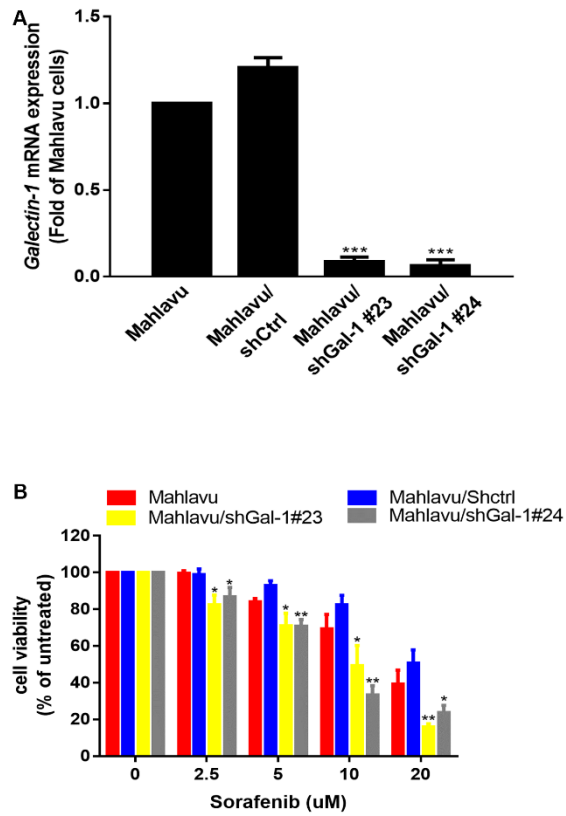 A
Galectin-1 mRNA expression
(Fold of Mahlavu cells)
1.5
1.0
0.5
0.0
***
***
Mahlavu
Mahlavu/
shCtrl
Mahlavu/
shGal-1 #23
Mahlavu/
shGal-1 #24
B
Mahlavu
Mahlavu/Shctrl
Mahlavu/shGal-1#23
Mahlavu/shGal-1#24
cell viability
(% of untreated)
120
100
80
60
40
20
0
* *
* **
* **
** *
0 2.5 5 10 20
Sorafenib (uM)